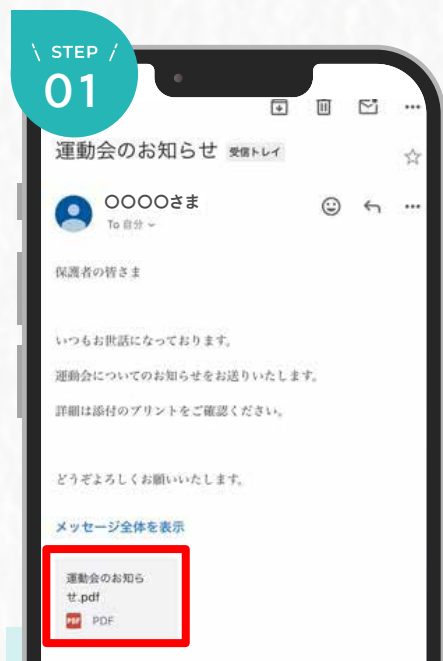 \ STEP /
01
運動会のお知らせ 受信トレイ
〇〇〇〇さま
To 自分
保護者の皆さま
いつもお世話になっております。
運動会についてのお知らせをお送りいたします。
詳細は添付のプリントをご確認ください。
どうぞよろしくお願いいたします。
メッセージ全体を表示
運動会のお知ら
せ.pdf
PDF PDF